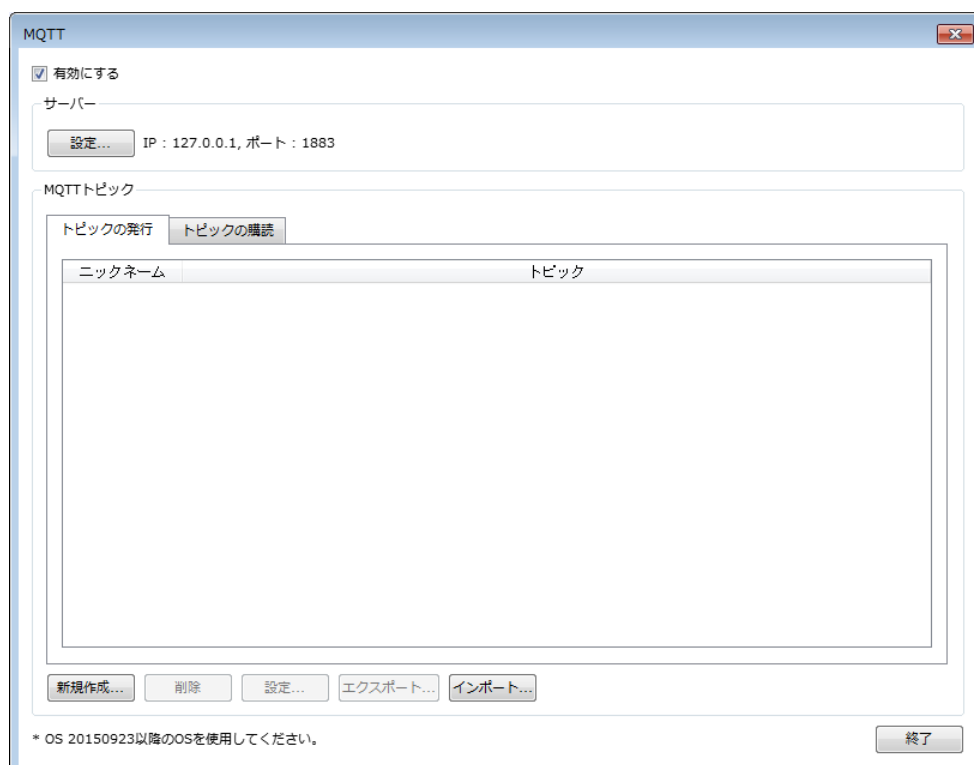 MQTT
有効にする
サーバー
設定... IP : 127.0.0.1, ポート : 1883
MQTTトピック
トピックの発行 トピックの購読
ニックネーム トピック
新規作成... 削除 設定... エクスポート... インポート...
* OS 20150923以降のOSを使用してください。 終了